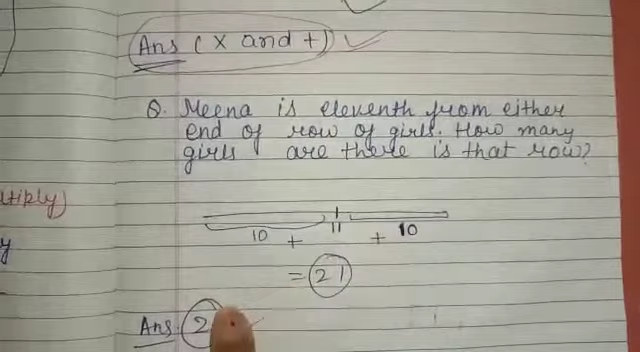 Ans (x and +)
Q. Meena is eleventh from either
end of row of girls. How many
girls are there is that row?
10 + 11 + 10
= 21
Ans. 2